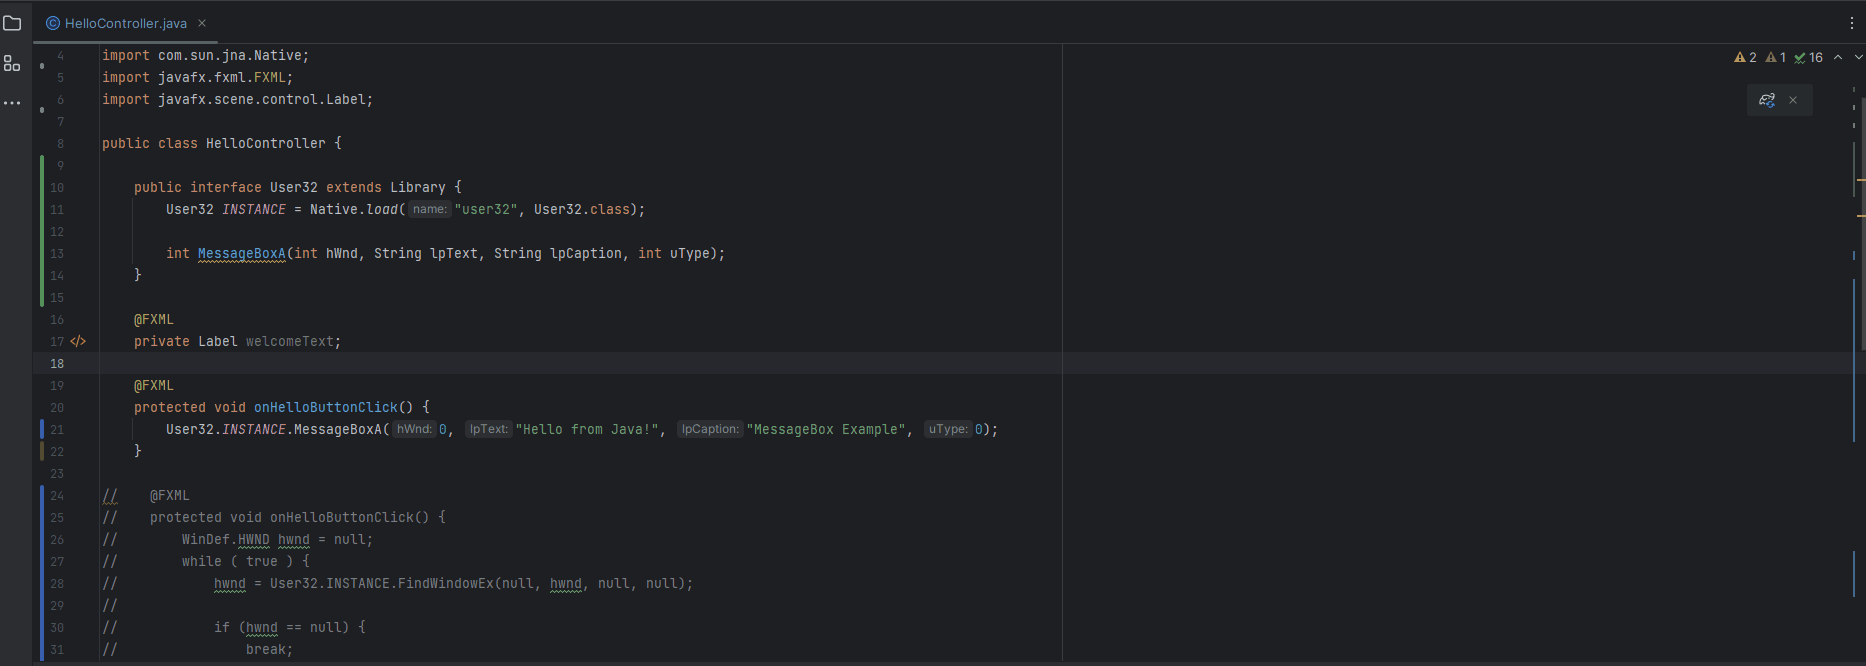 HelloController.java
2 1 16
4 import com.sun.jna.Native;
5 import javafx.fxml.FXML;
6 import javafx.scene.control.Label;
7
8 public class HelloController {
9
10 public interface User32 extends Library {
11 User32 INSTANCE = Native.load( name: "user32", User32.class);
12
13 int MessageBoxA(int hWnd, String lpText, String lpCaption, int uType);
14 }
15
16 @FXML
17 </> private Label welcomeText;
18
19 @FXML
20 protected void onHelloButtonClick() {
21 User32.INSTANCE.MessageBoxA( hWnd: 0, lpText: "Hello from Java!", lpCaption: "MessageBox Example", uType: 0);
22 }
23
24 // @FXML
25 // protected void onHelloButtonClick() {
26 // WinDef.HWND hwnd = null;
27 // while ( true ) {
28 // hwnd = User32.INSTANCE.FindWindowEx(null, hwnd, null, null);
29 //
30 // if (hwnd == null) {
31 // break;